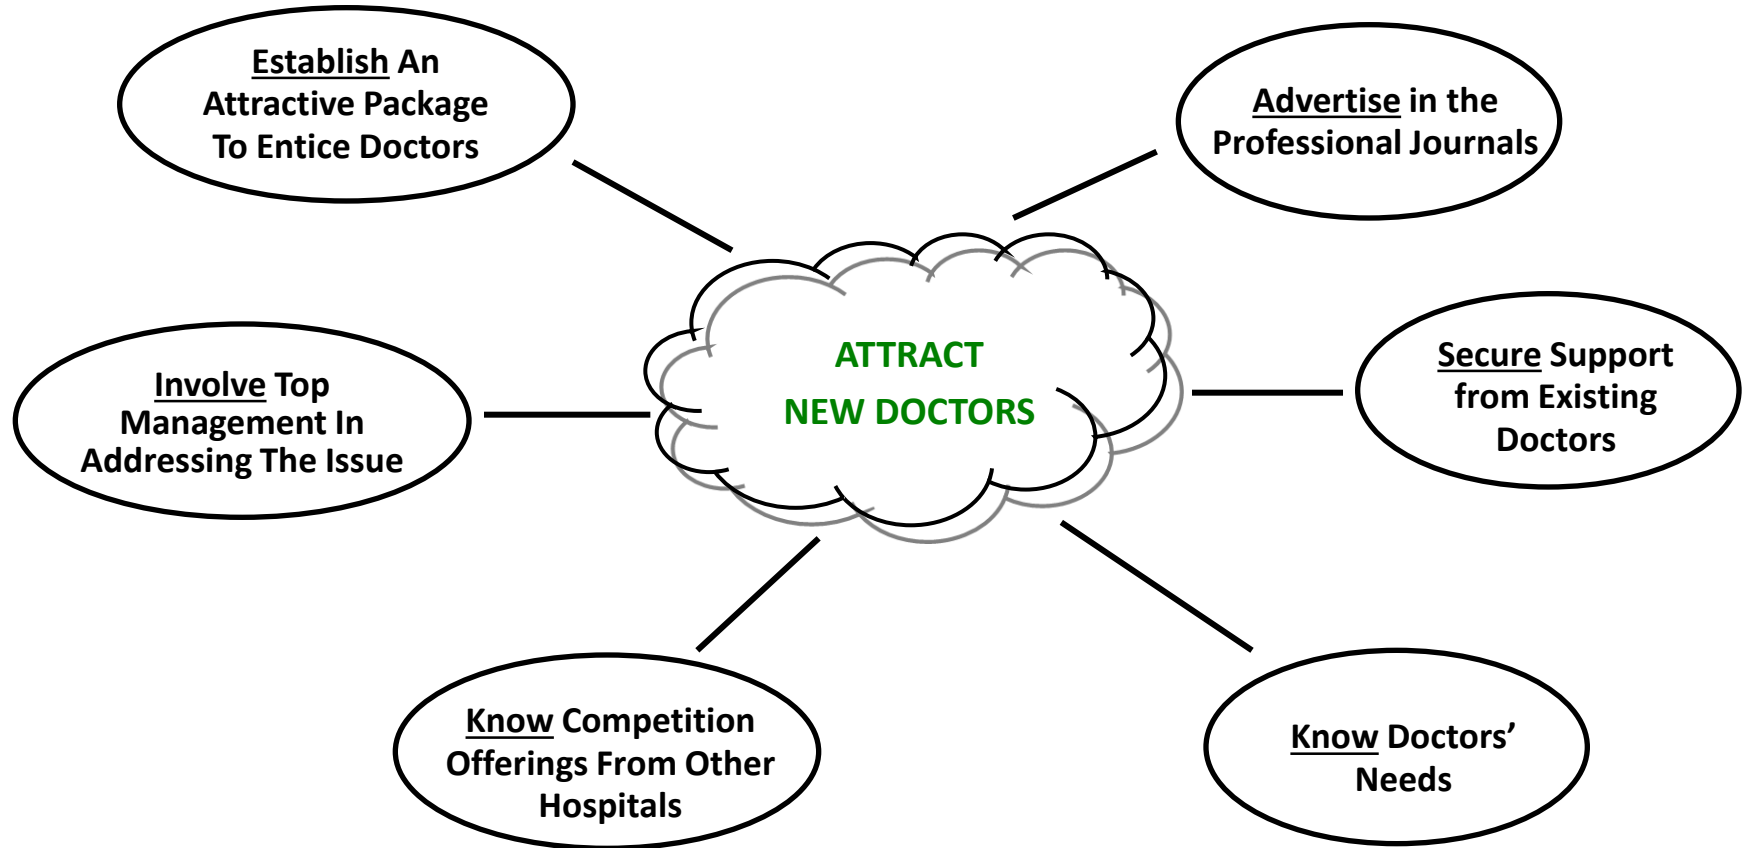 Establish An
Attractive Package
To Entice Doctors
Advertise in the
Professional Journals
Involve Top
Management In
Addressing The Issue
ATTRACT
NEW DOCTORS
Secure Support
from Existing
Doctors
Know Competition
Offerings From Other
Hospitals
Know Doctors’
Needs